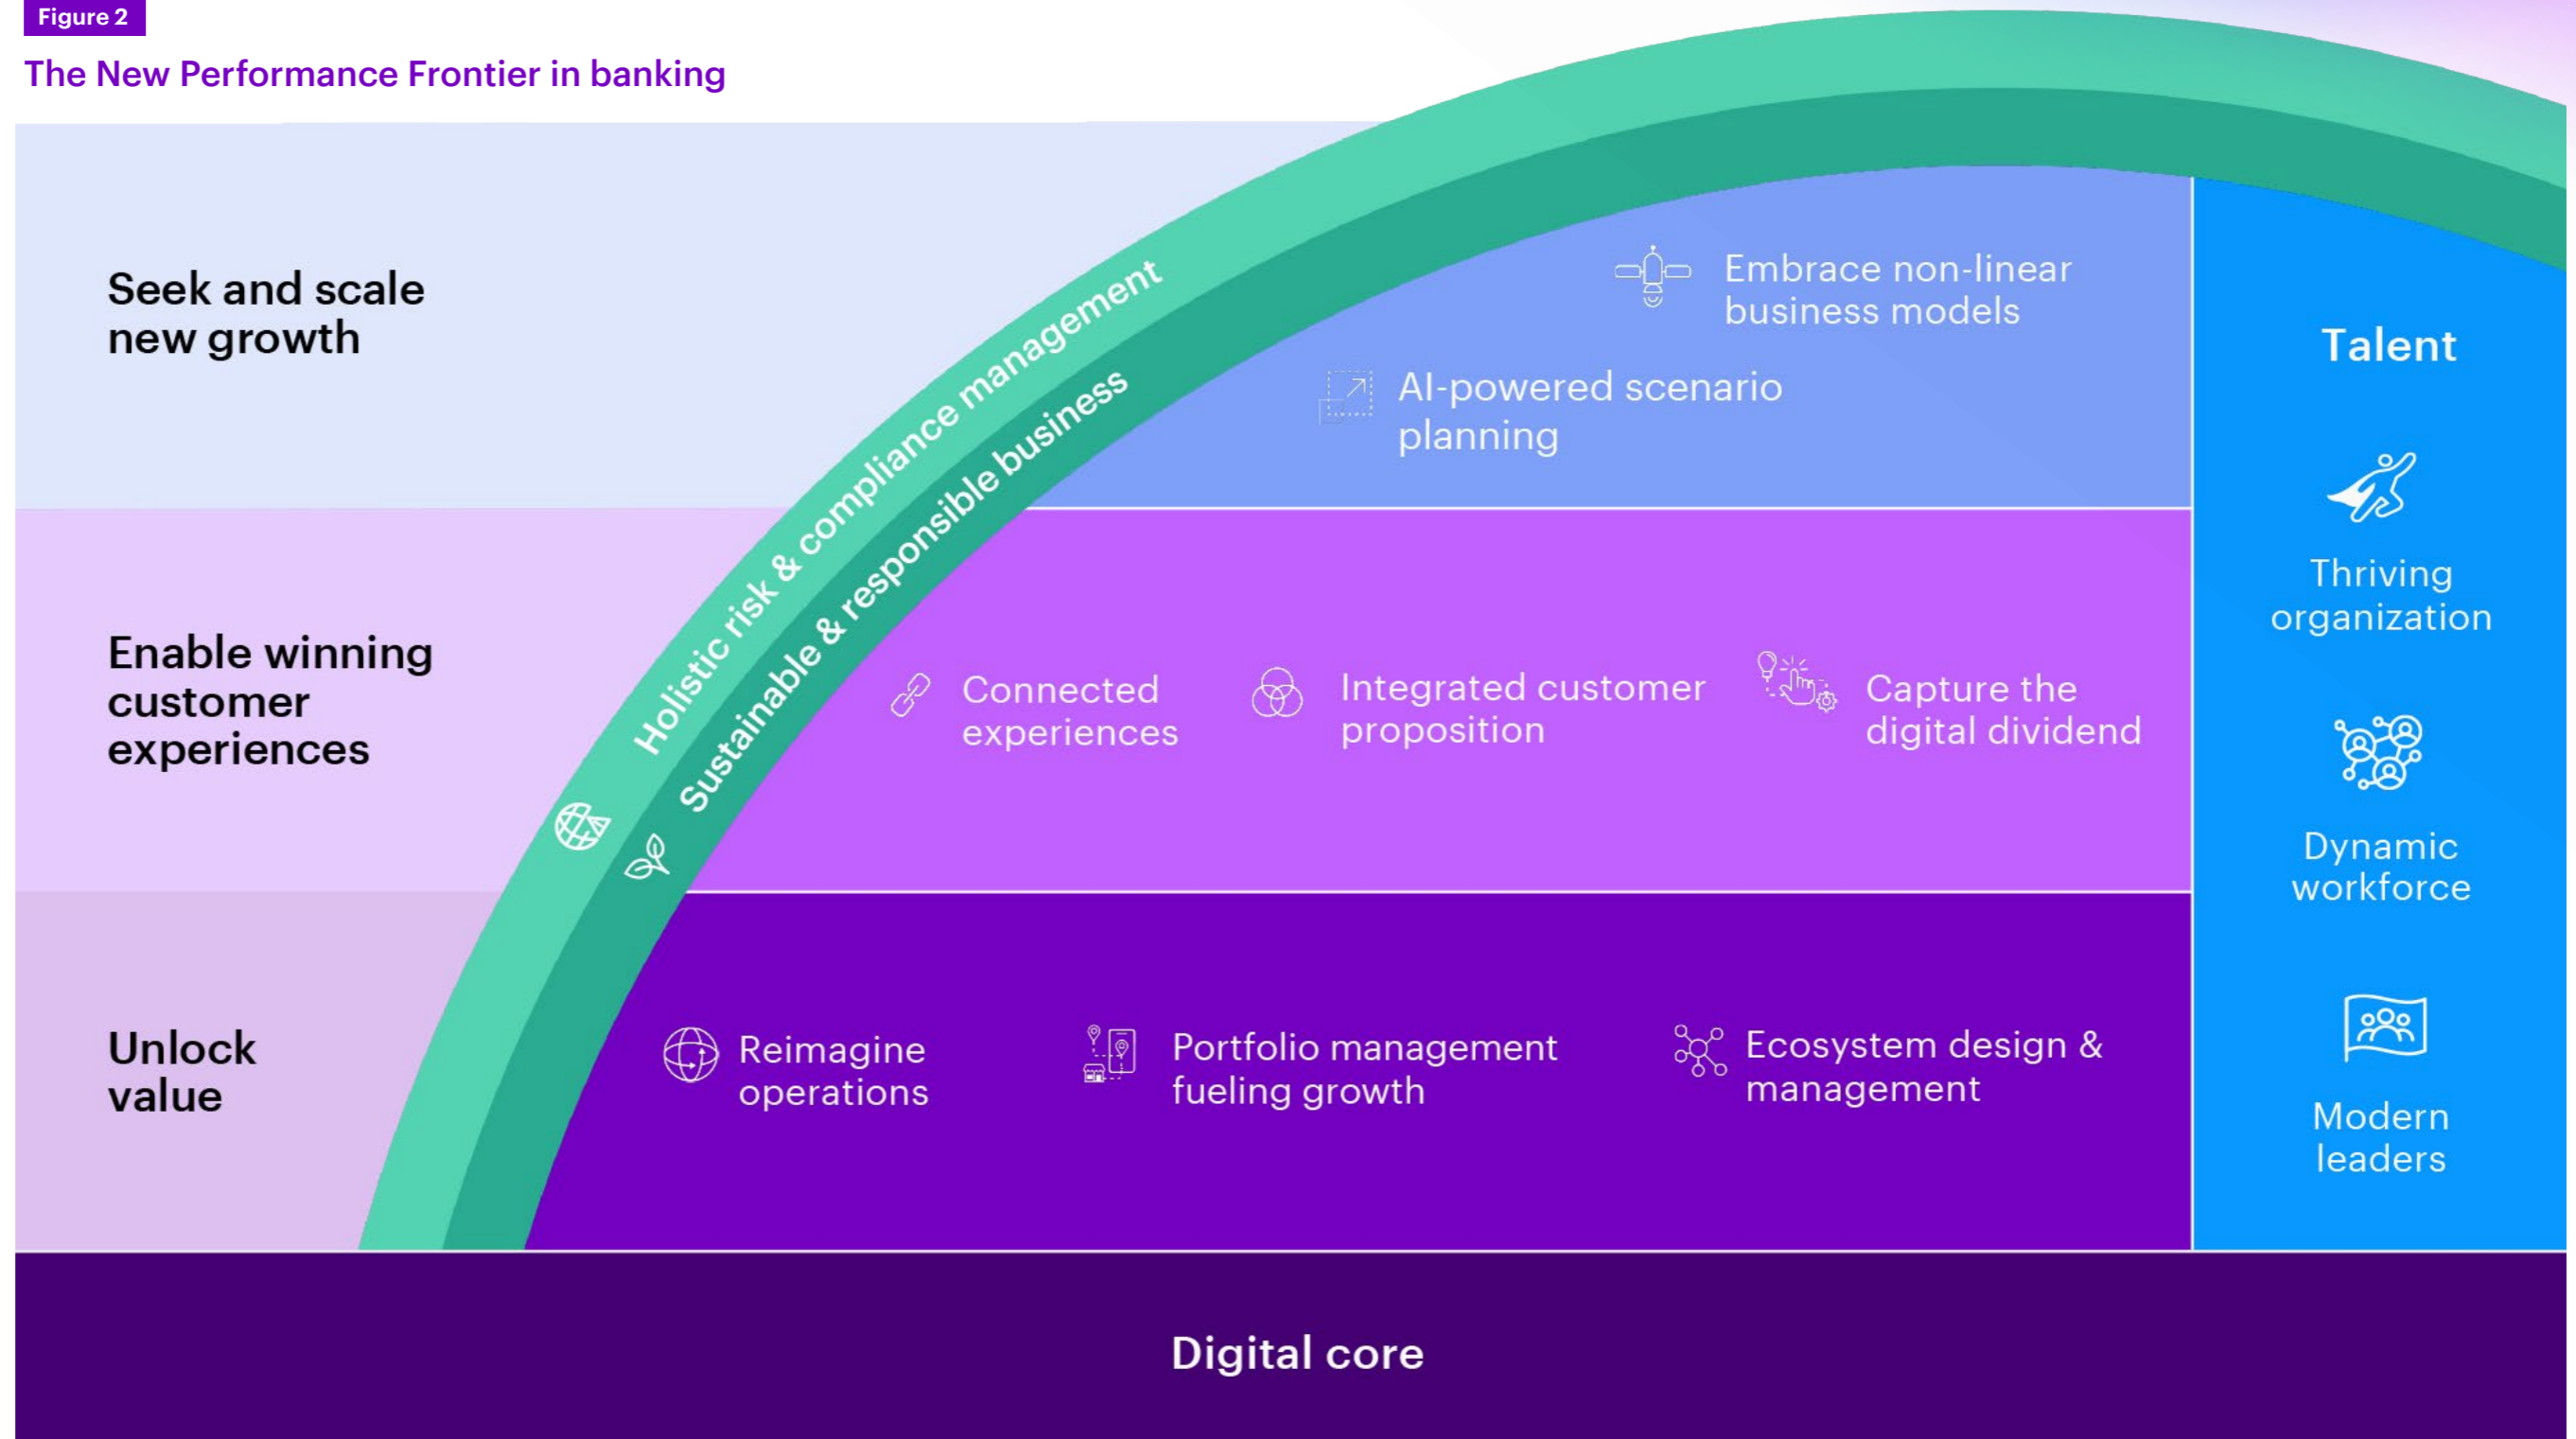 Figure 2
The New Performance Frontier in banking
Seek and scale
new growth
Holistic risk & compliance management
Sustainable & responsible business
Embrace non-linear
business models
AI-powered scenario
planning
Enable winning
customer
experiences
Connected
experiences
Integrated customer
proposition
Capture the
digital dividend
Unlock
value
Reimagine
operations
Portfolio management
fueling growth
Ecosystem design &
management
Talent
Thriving
organization
Dynamic
workforce
Modern
leaders
Digital core